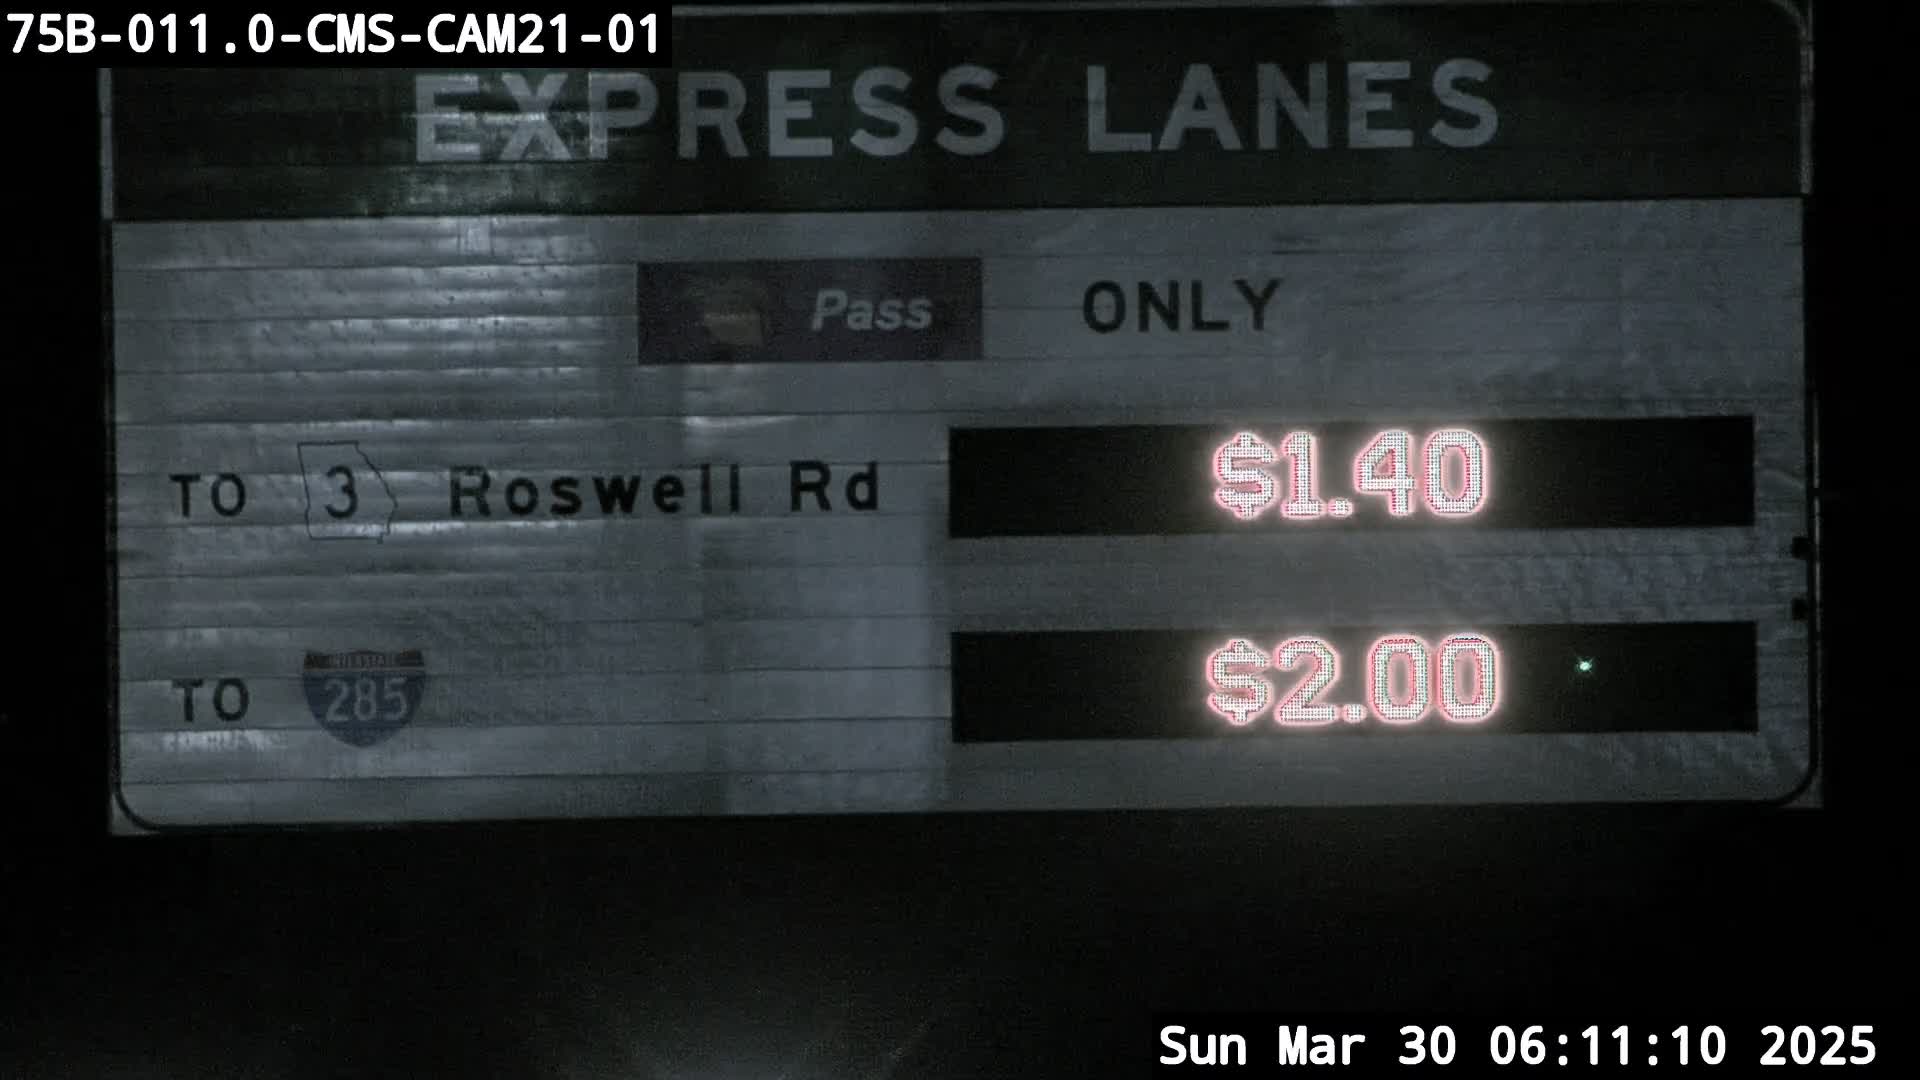 75B-011.0-CMS-CAM21-01
EXPRESS LANES
Pass ONLY
TO 3 Roswell Rd $1.40
INTERSTATE
TO 285 $2.00
Sun Mar 30 06:11:10 2025